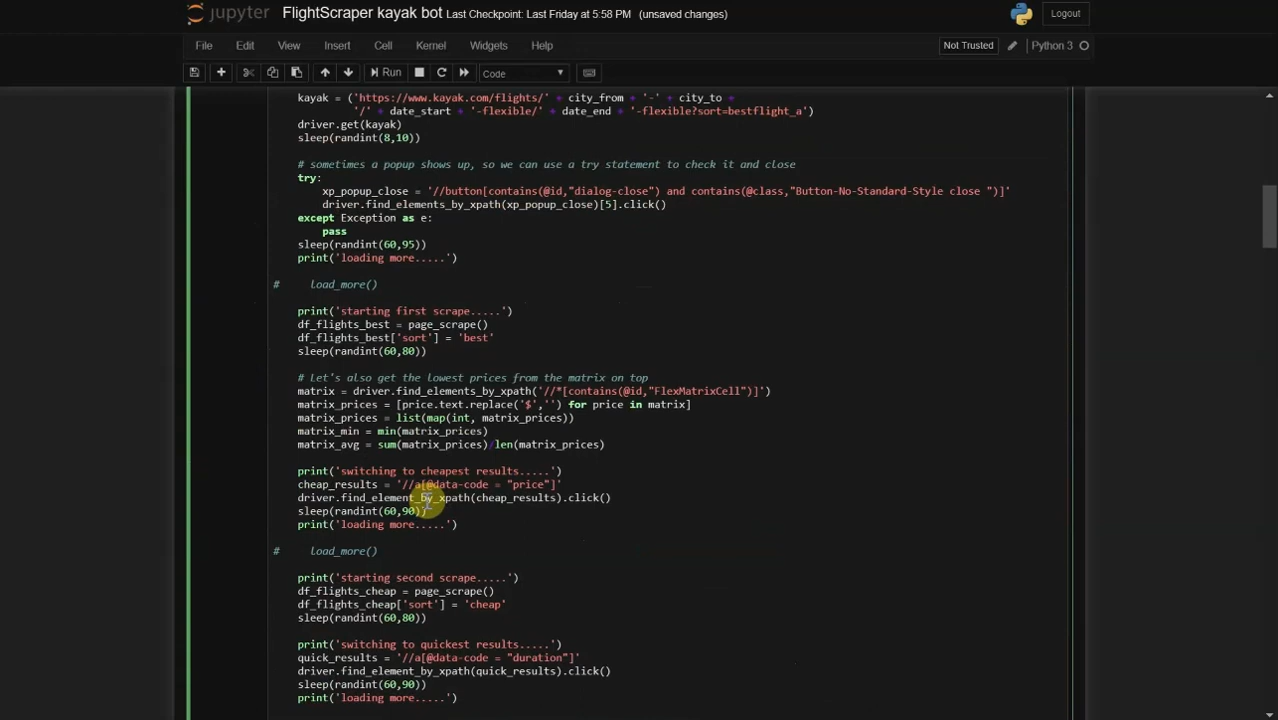 jupyter FlightScraper kayak bot Last Checkpoint: Last Friday at 5:58 PM (unsaved changes) Logout
File Edit View Insert Cell Kernel Widgets Help Not Trusted Python 3
Run Code
kayak = ('https://www.kayak.com/flights/' + city_from + '-' + city_to +
'/' + date_start + '-flexible/' + date_end + '-flexible?sort=bestflight_a')
driver.get(kayak)
sleep(randint(8,10))
# sometimes a popup shows up, so we can use a try statement to check it and close
try:
xp_popup_close = '//button[contains(@id,"dialog-close") and contains(@class,"Button-No-Standard-Style close ")]'
driver.find_elements_by_xpath(xp_popup_close)[5].click()
except Exception as e:
pass
sleep(randint(60,95))
print('loading more.....')
# load_more()
print('starting first scrape.....')
df_flights_best = page_scrape()
df_flights_best['sort'] = 'best'
sleep(randint(60,80))
# Let's also get the lowest prices from the matrix on top
matrix = driver.find_elements_by_xpath('//*[contains(@id,"FlexMatrixCell")]')
matrix_prices = [price.text.replace('$','') for price in matrix]
matrix_prices = list(map(int, matrix_prices))
matrix_min = min(matrix_prices)
matrix_avg = sum(matrix_prices)/len(matrix_prices)
print('switching to cheapest results.....')
cheap_results = '//a[@data-code = "price"]'
driver.find_element_by_xpath(cheap_results).click()
sleep(randint(60,90))
print('loading more.....')
# load_more()
print('starting second scrape.....')
df_flights_cheap = page_scrape()
df_flights_cheap['sort'] = 'cheap'
sleep(randint(60,80))
print('switching to quickest results.....')
quick_results = '//a[@data-code = "duration"]'
driver.find_element_by_xpath(quick_results).click()
sleep(randint(60,90))
print('loading more.....')